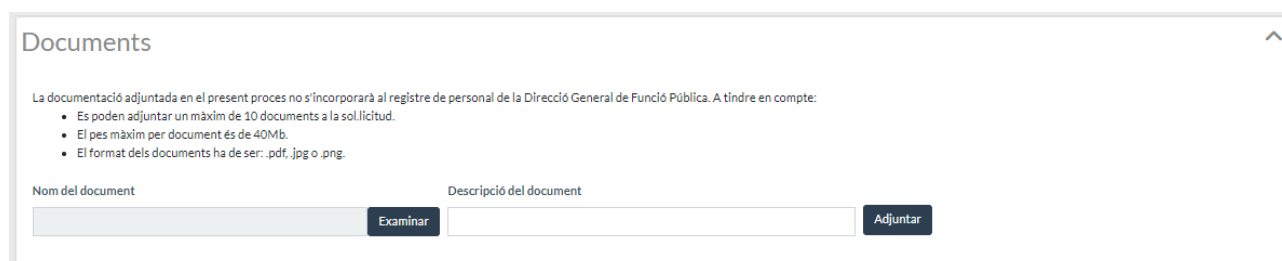 Documents
La documentació adjuntada en el present proces no s'incorporarà al registre de personal de la Direcció General de Funció Pública. A tindre en compte:
• Es poden adjuntar un màxim de 10 documents a la sol.licitud.
• El pes màxim per document és de 40Mb.
• El format dels documents ha de ser: .pdf, .jpg o .png.
Nom del document Descripció del document
Examinar Adjuntar